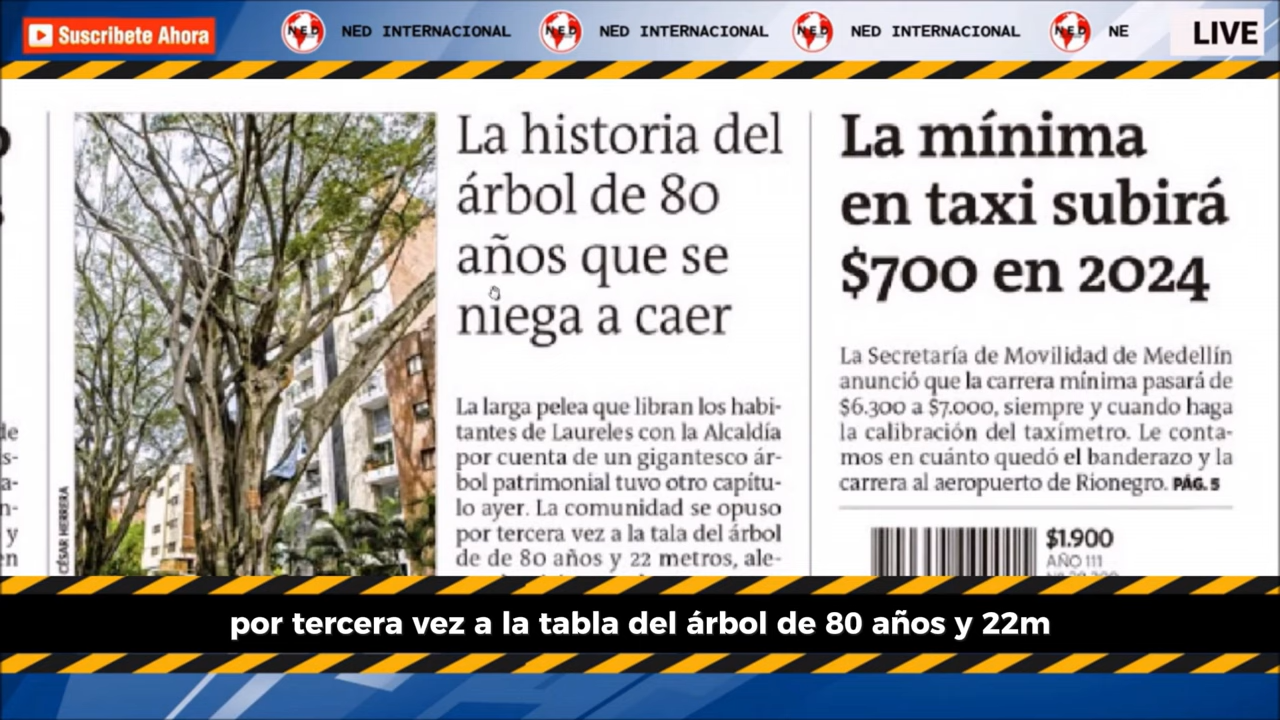 Suscribete Ahora
NED NED INTERNACIONAL NED NED INTERNACIONAL NED NED INTERNACIONAL NED NE
LIVE
La historia del
árbol de 80
años que se
niega a caer
La larga pelea que libran los habi-
tantes de Laureles con la Alcaldía
por cuenta de un gigantesco ár-
bol patrimonial tuvo otro capítu-
lo ayer. La comunidad se opuso
por tercera vez a la tala del árbol
de de 80 años y 22 metros, ale-
CÉSAR HERRERA
La mínima
en taxi subirá
$700 en 2024
La Secretaría de Movilidad de Medellín
anunció que la carrera mínima pasará de
$6.300 a $7.000, siempre y cuando haga
la calibración del taxímetro. Le conta-
mos en cuánto quedó el banderazo y la
carrera al aeropuerto de Rionegro. PÁG. 5
$1.900
AÑO 111
por tercera vez a la tabla del árbol de 80 años y 22m